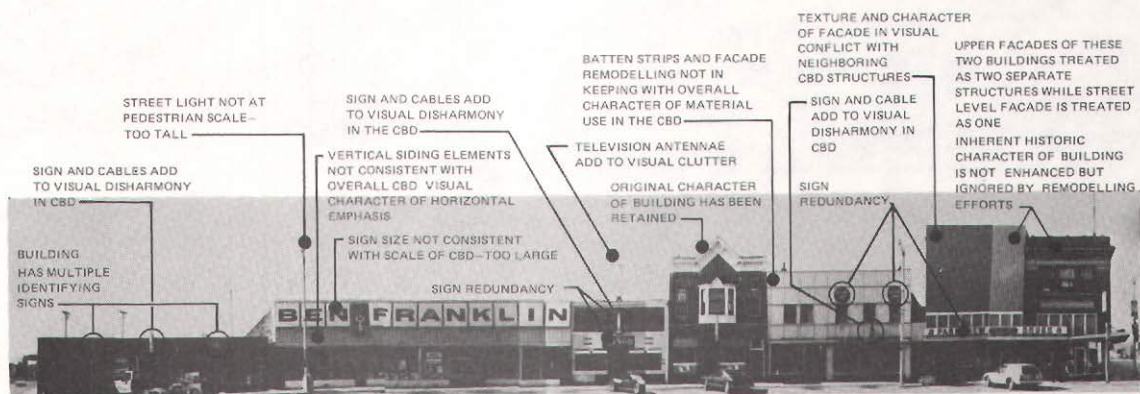 BUILDING
HAS MULTIPLE
IDENTIFYING
SIGNS
SIGN AND CABLES ADD
TO VISUAL DISHARMONY
IN CBD
STREET LIGHT NOT AT
PEDESTRIAN SCALE—
TOO TALL
VERTICAL SIDING ELEMENTS
NOT CONSISTENT WITH
OVERALL CBD VISUAL
CHARACTER OF HORIZONTAL
EMPHASIS
SIGN SIZE NOT CONSISTENT
WITH SCALE OF CBD—TOO LARGE
SIGN AND CABLES ADD
TO VISUAL DISHARMONY
IN THE CBD
SIGN REDUNDANCY
TELEVISION ANTENNAE
ADD TO VISUAL CLUTTER
ORIGINAL CHARACTER
OF BUILDING HAS BEEN
RETAINED
BATTEN STRIPS AND FACADE
REMODELLING NOT IN
KEEPING WITH OVERALL
CHARACTER OF MATERIAL
USE IN THE CBD
SIGN AND CABLE
ADD TO VISUAL
DISHARMONY IN
CBD
SIGN
REDUNDANCY
TEXTURE AND CHARACTER
OF FACADE IN VISUAL
CONFLICT WITH
NEIGHBORING
CBD STRUCTURES
UPPER FACADES OF THESE
TWO BUILDINGS TREATED
AS TWO SEPARATE
STRUCTURES WHILE STREET
LEVEL FACADE IS TREATED
AS ONE
INHERENT HISTORIC
CHARACTER OF BUILDING
IS NOT ENHANCED BUT
IGNORED BY REMODELLING
EFFORTS
BEN FRANKLIN